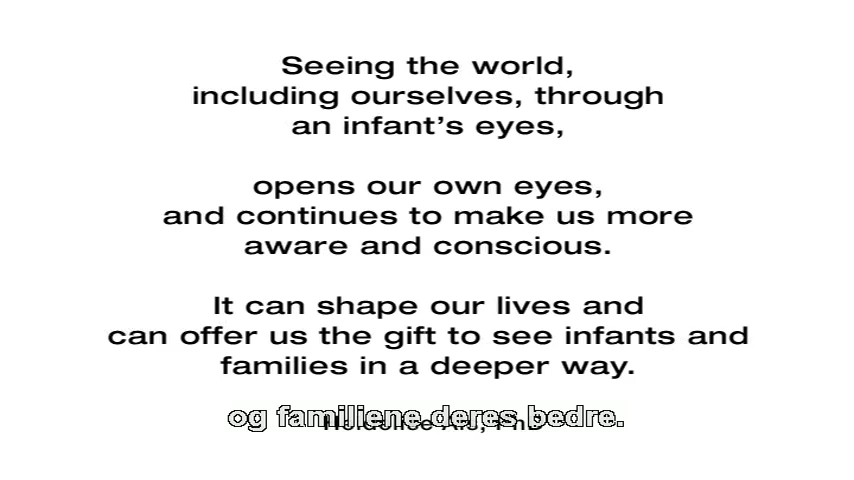 Seeing the world,
including ourselves, through
an infant's eyes,
opens our own eyes,
and continues to make us more
aware and conscious.
It can shape our lives and
can offer us the gift to see infants and
families in a deeper way.
og familiene deres bedre.
PhD